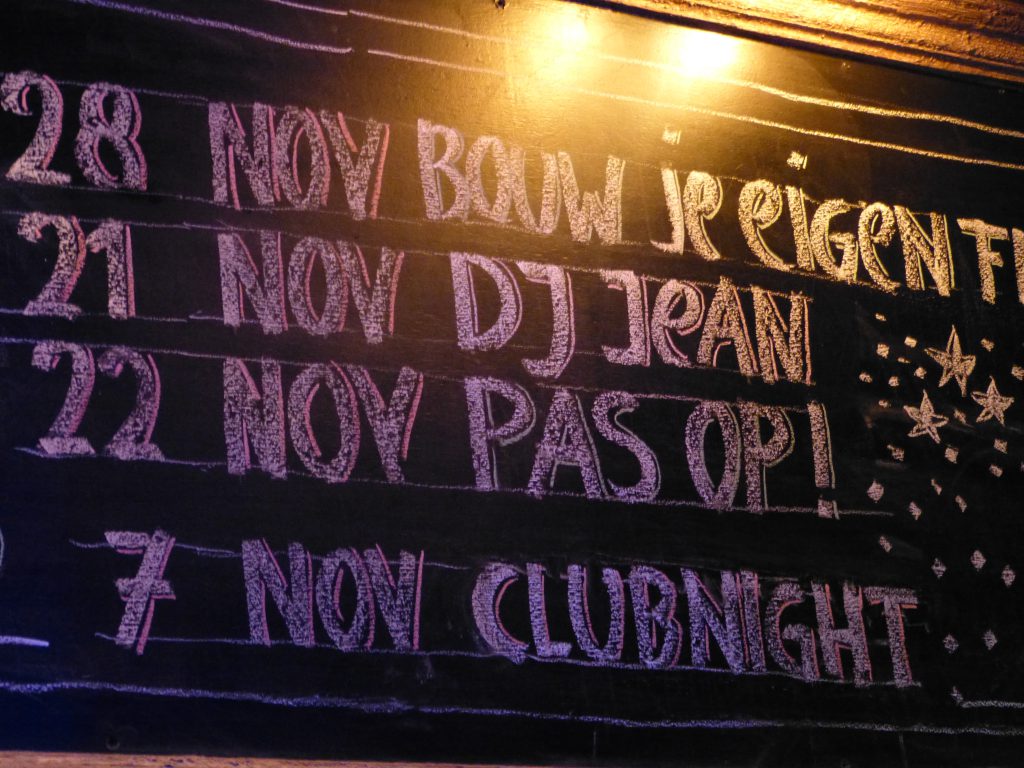 28 NOV BOUW je eigen
21 NOV DJ JEAN
22 NOV PAS OP!
7 NOV CLUBNIGHT